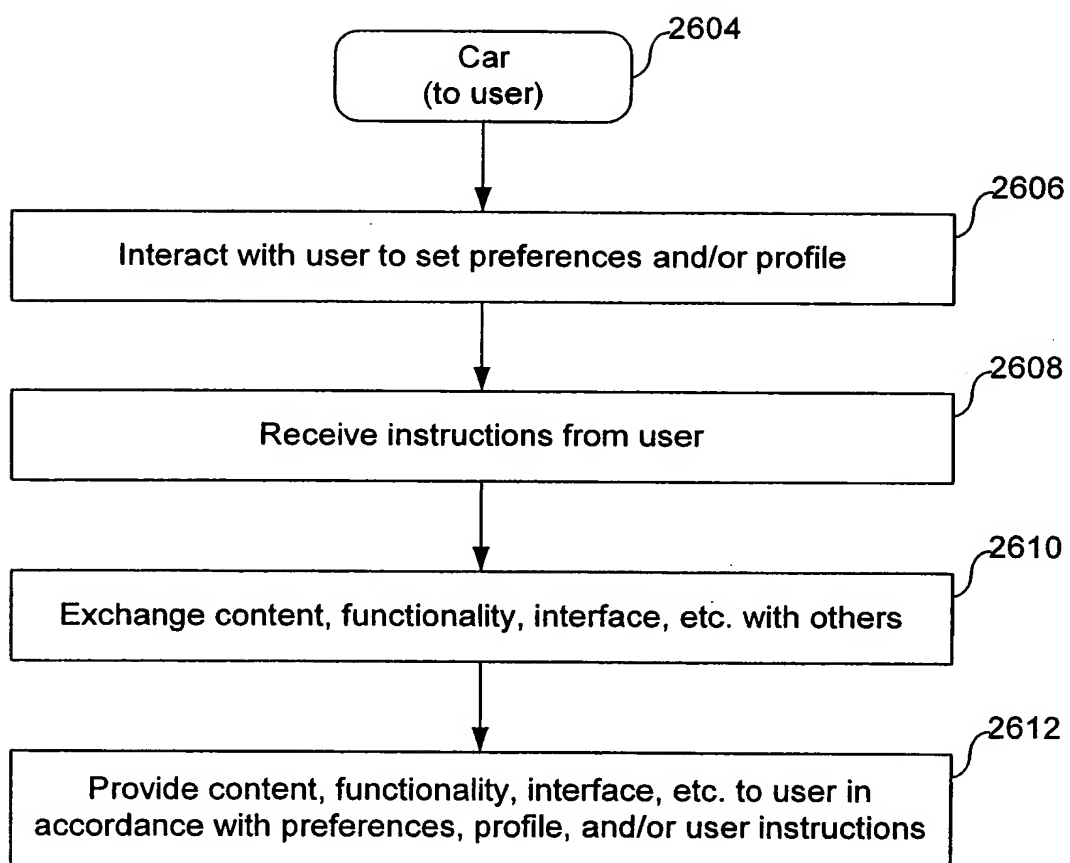 2604
Car
(to user)
2606
Interact with user to set preferences and/or profile
2608
Receive instructions from user
2610
Exchange content, functionality, interface, etc. with others
2612
Provide content, functionality, interface, etc. to user in
accordance with preferences, profile, and/or user instructions